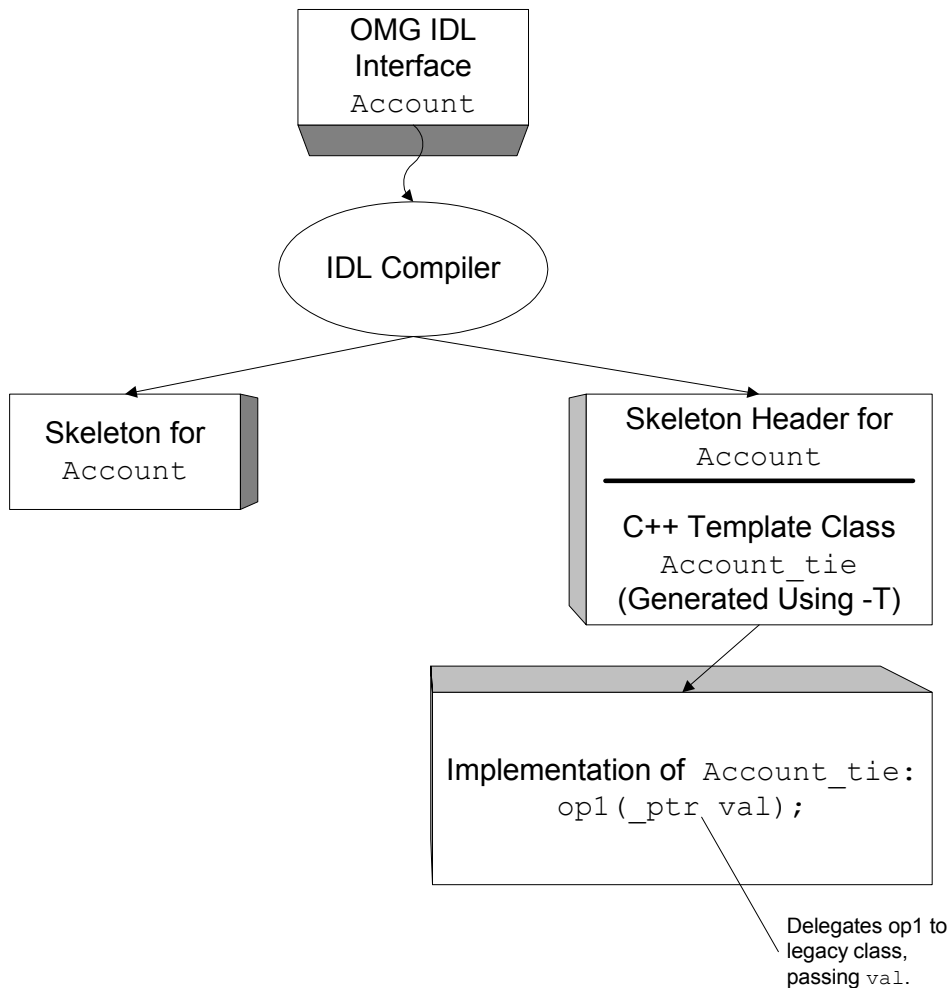 OMG IDL
Interface
Account
IDL Compiler
Skeleton for
Account
Skeleton Header for
Account
C++ Template Class
Account_tie
(Generated Using -T)
Implementation of Account_tie:
op1(_ptr val);
Delegates op1 to
legacy class,
passing val.